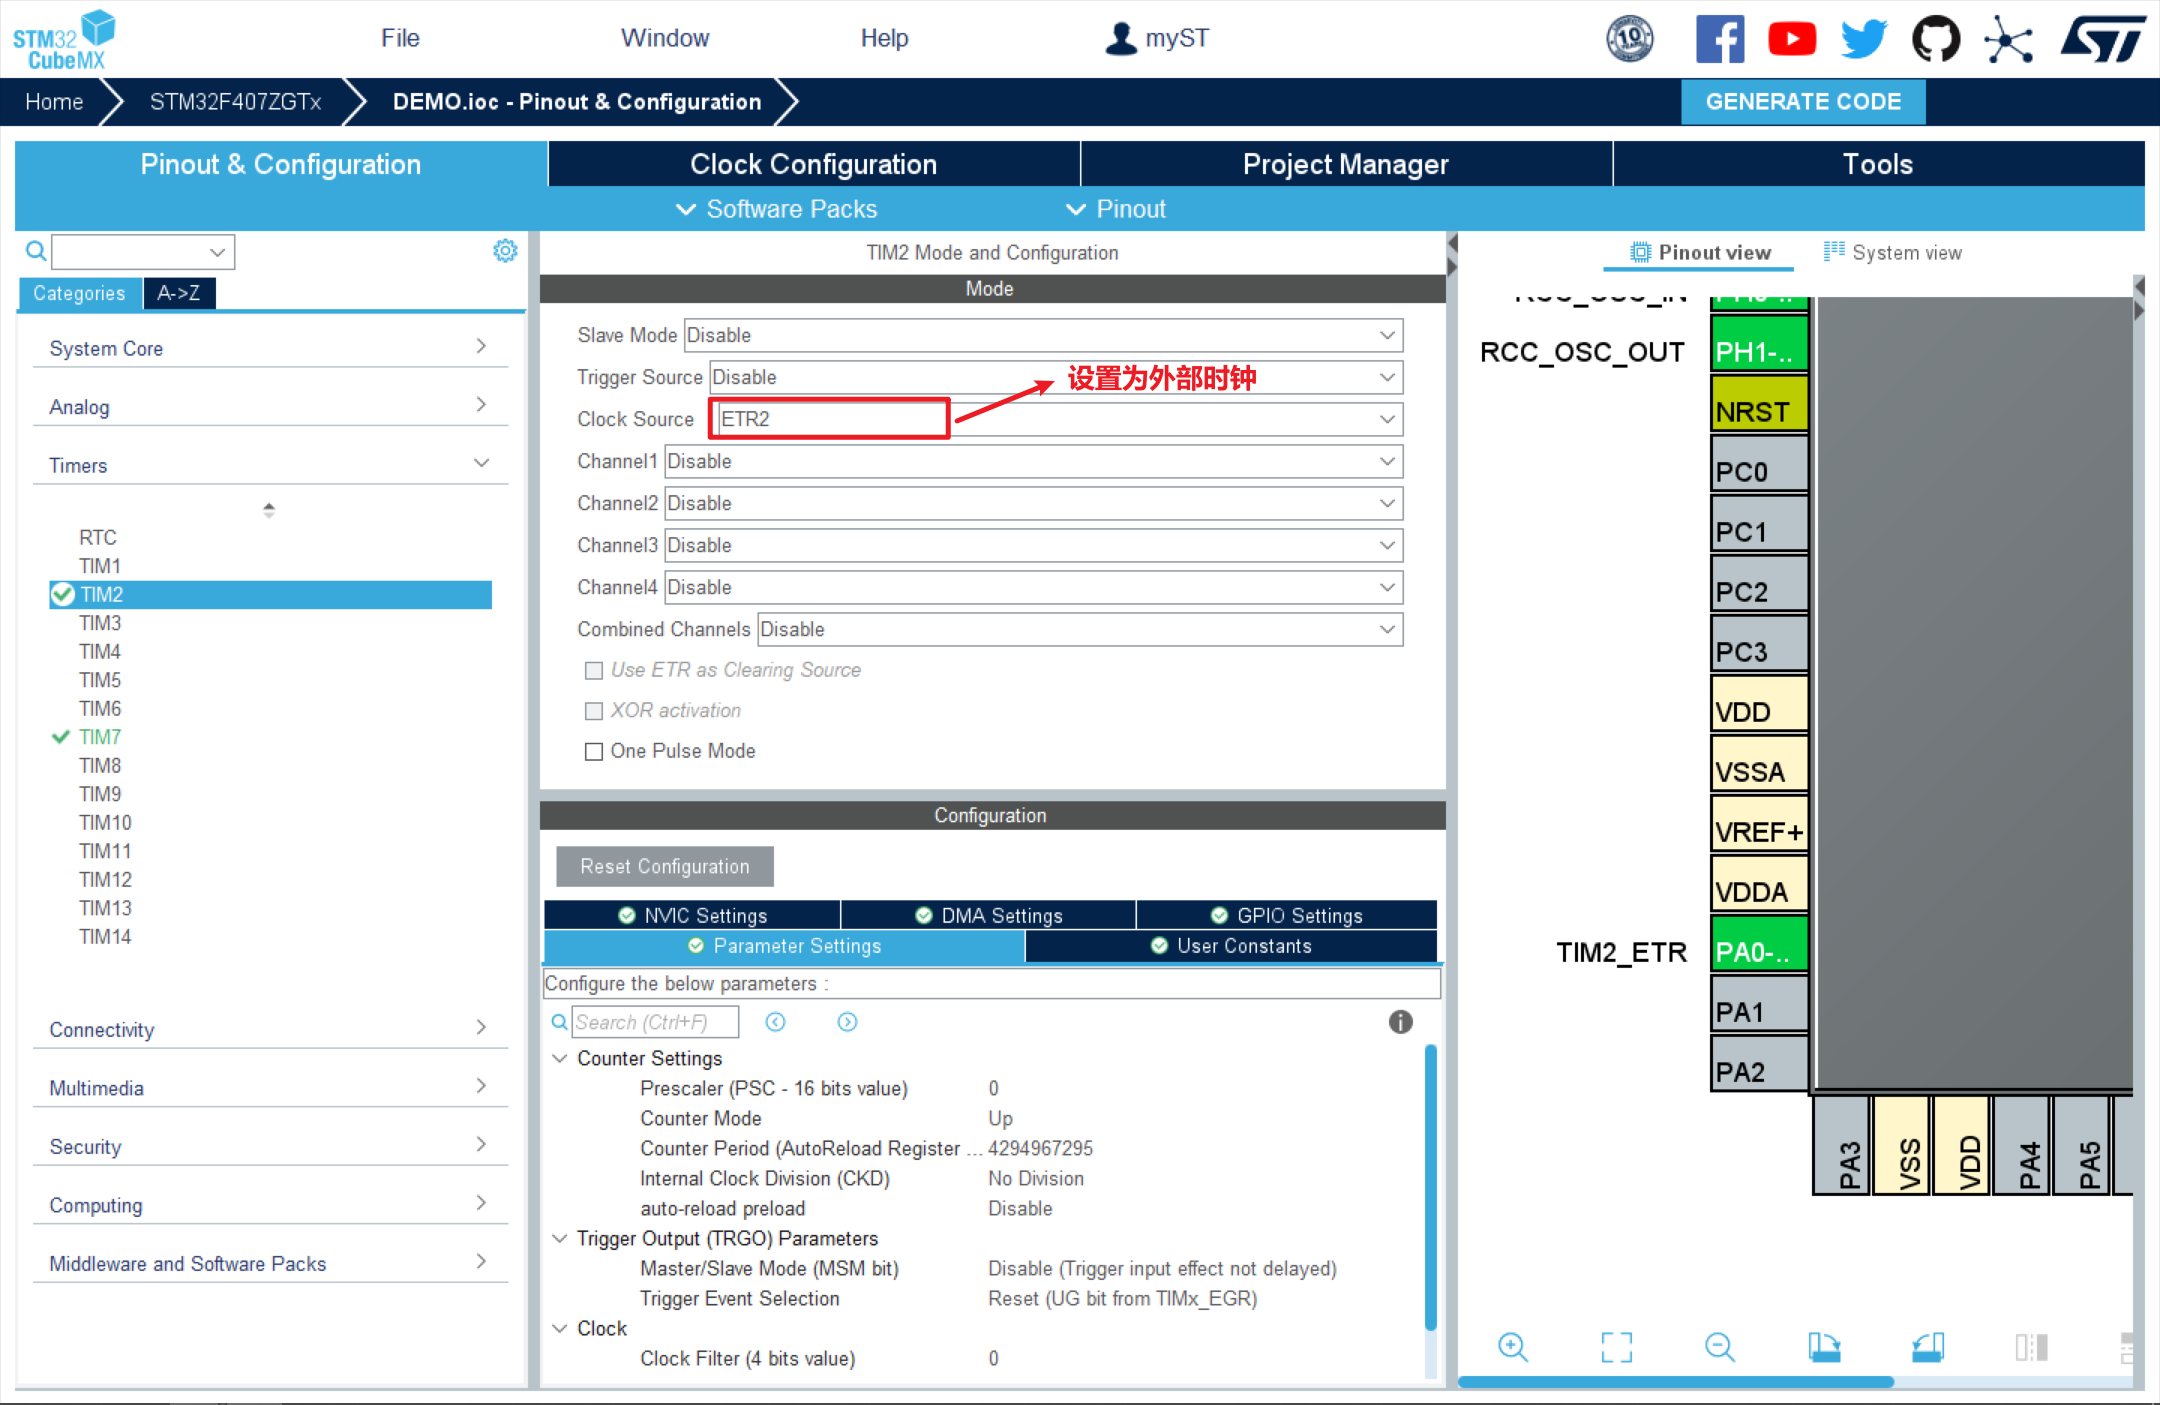 STM32
CubeMX
File
Window
Help
myST
10
ST
Home
STM32F407ZGTx
DEMO.ioc - Pinout & Configuration
GENERATE CODE
Pinout & Configuration
Clock Configuration
Project Manager
Tools
Software Packs
Pinout
Categories
A->Z
System Core
Analog
Timers
RTC
TIM1
TIM2
TIM3
TIM4
TIM5
TIM6
TIM7
TIM8
TIM9
TIM10
TIM11
TIM12
TIM13
TIM14
Connectivity
Multimedia
Security
Computing
Middleware and Software Packs
TIM2 Mode and Configuration
Mode
Slave Mode Disable
Trigger Source Disable
设置为外部时钟
Clock Source ETR2
Channel1 Disable
Channel2 Disable
Channel3 Disable
Channel4 Disable
Combined Channels Disable
Use ETR as Clearing Source
XOR activation
One Pulse Mode
Configuration
Reset Configuration
NVIC Settings
DMA Settings
GPIO Settings
Parameter Settings
User Constants
Configure the below parameters :
Search (Ctrl+F)
Counter Settings
Prescaler (PSC - 16 bits value) 0
Counter Mode Up
Counter Period (AutoReload Register ... 4294967295
Internal Clock Division (CKD) No Division
auto-reload preload Disable
Trigger Output (TRGO) Parameters
Master/Slave Mode (MSM bit) Disable (Trigger input effect not delayed)
Trigger Event Selection Reset (UG bit from TIMx_EGR)
Clock
Clock Filter (4 bits value) 0
Pinout view
System view
RCC_OSC_IN
RCC_OSC_OUT PH1-..
NRST
PC0
PC1
PC2
PC3
VDD
VSSA
VREF+
VDDA
TIM2_ETR PA0-..
PA1
PA2
PA3
VSS
VDD
PA4
PA5